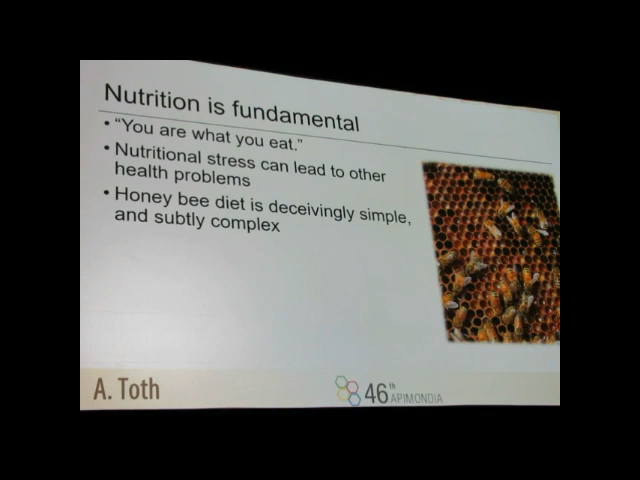 Nutrition is fundamental
• “You are what you eat.”
• Nutritional stress can lead to other
health problems
• Honey bee diet is deceivingly simple,
and subtly complex
A. Toth
46th APIMONDIA